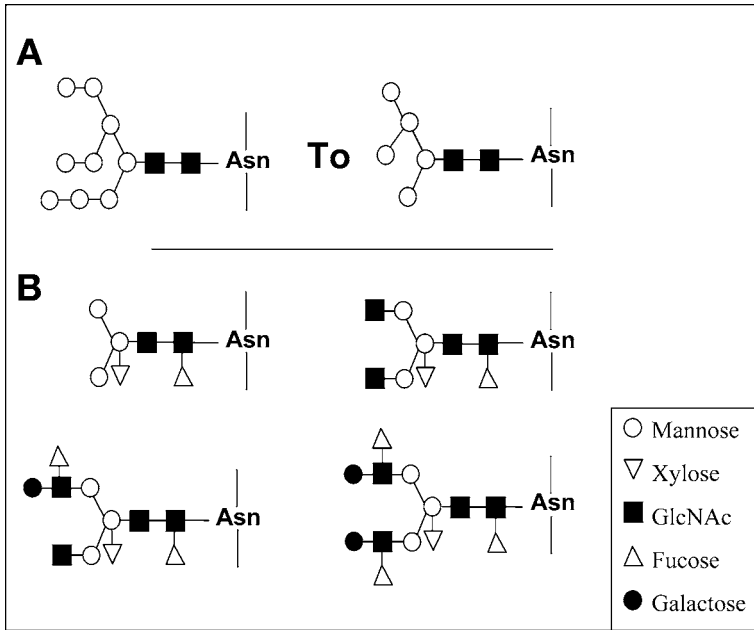 A
Asn
To
Asn
B
Asn
Asn
Asn
Asn
Mannose
Xylose
GlcNAc
Fucose
Galactose